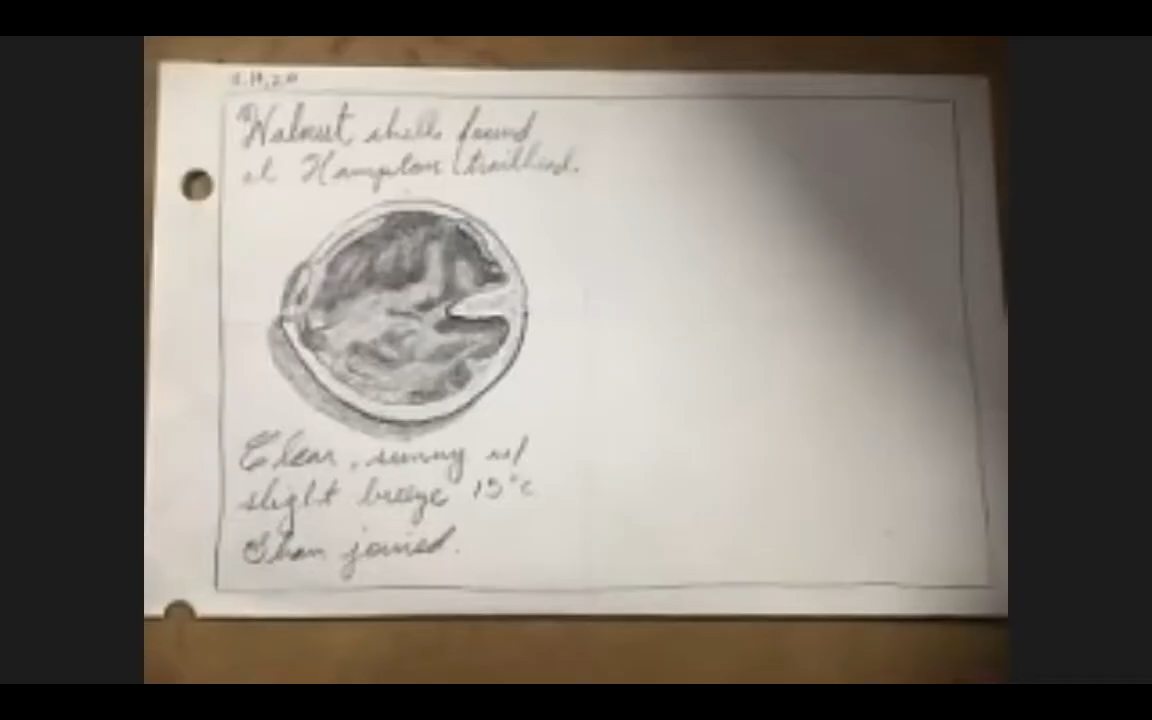 Walnut shells found
at Hampton trailhead.
Clear, sunny w/
slight breeze 15°c
joined.